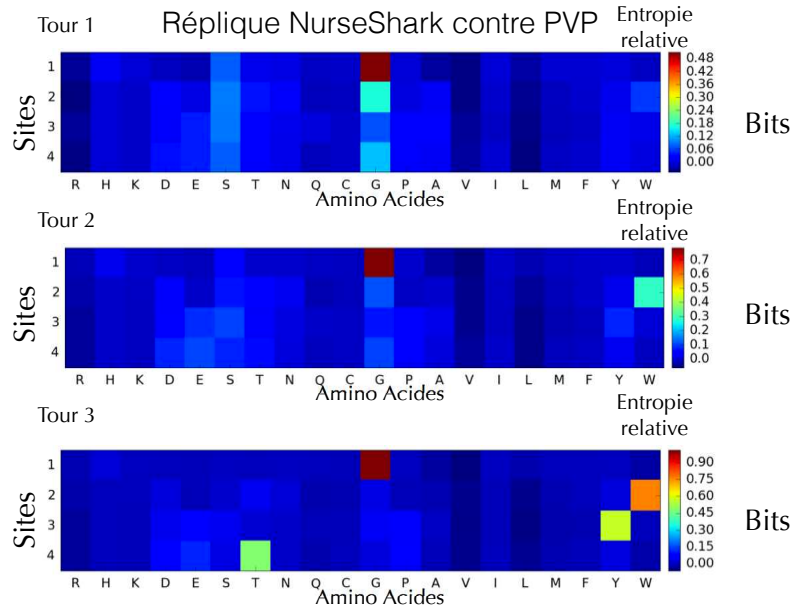 Réplique NurseShark contre PVP
Tour 1
Entropie
relative
Sites
1
2
3
4
R H K D E S T N Q C G P A V I L M F Y W
Amino Acides
0.48
0.42
0.36
0.30
0.24
0.18
0.12
0.06
0.00
Bits
Tour 2
Entropie
relative
Sites
1
2
3
4
R H K D E S T N Q C G P A V I L M F Y W
Amino Acides
0.7
0.6
0.5
0.4
0.3
0.2
0.1
0.0
Bits
Tour 3
Entropie
relative
Sites
1
2
3
4
R H K D E S T N Q C G P A V I L M F Y W
Amino Acides
0.90
0.75
0.60
0.45
0.30
0.15
0.00
Bits